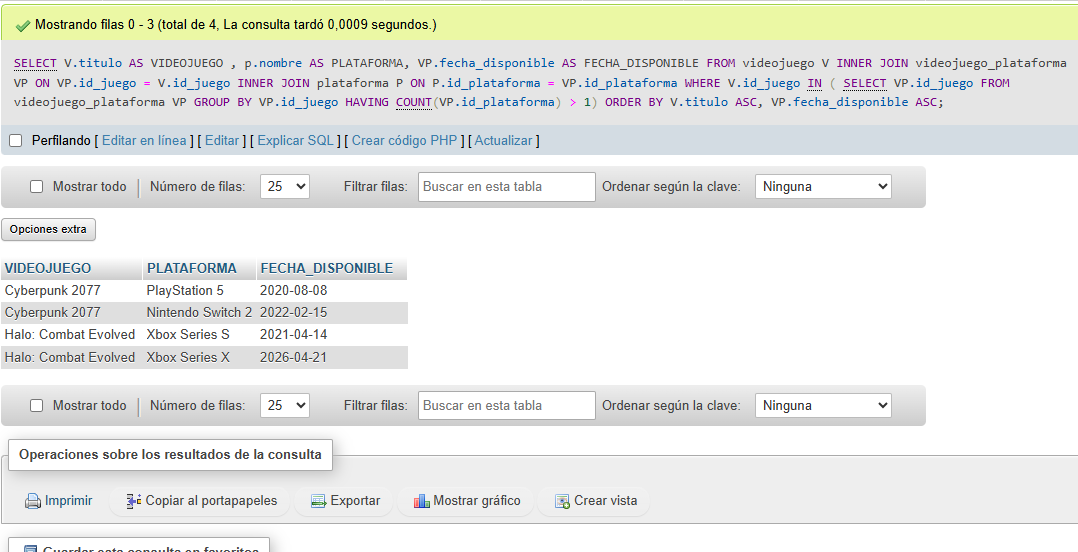 Mostrando filas 0 - 3 (total de 4, La consulta tardó 0,0009 segundos.)
SELECT V.titulo AS VIDEOJUEGO , p.nombre AS PLATAFORMA, VP.fecha_disponible AS FECHA_DISPONIBLE FROM videojuego V INNER JOIN videojuego_plataforma
VP ON VP.id_juego = V.id_juego INNER JOIN plataforma P ON P.id_plataforma = VP.id_plataforma WHERE V.id_juego IN ( SELECT VP.id_juego FROM
videojuego_plataforma VP GROUP BY VP.id_juego HAVING COUNT(VP.id_plataforma) > 1) ORDER BY V.titulo ASC, VP.fecha_disponible ASC;
Perfilando [ Editar en línea ] [ Editar ] [ Explicar SQL ] [ Crear código PHP ] [ Actualizar ]
Mostrar todo Número de filas: 25 Filtrar filas: Buscar en esta tabla Ordenar según la clave: Ninguna
Opciones extra
VIDEOJUEGO PLATAFORMA FECHA_DISPONIBLE
Cyberpunk 2077 PlayStation 5 2020-08-08
Cyberpunk 2077 Nintendo Switch 2 2022-02-15
Halo: Combat Evolved Xbox Series S 2021-04-14
Halo: Combat Evolved Xbox Series X 2026-04-21
Mostrar todo Número de filas: 25 Filtrar filas: Buscar en esta tabla Ordenar según la clave: Ninguna
Operaciones sobre los resultados de la consulta
Imprimir Copiar al portapapeles Exportar Mostrar gráfico Crear vista
Guardar esta consulta en favoritos